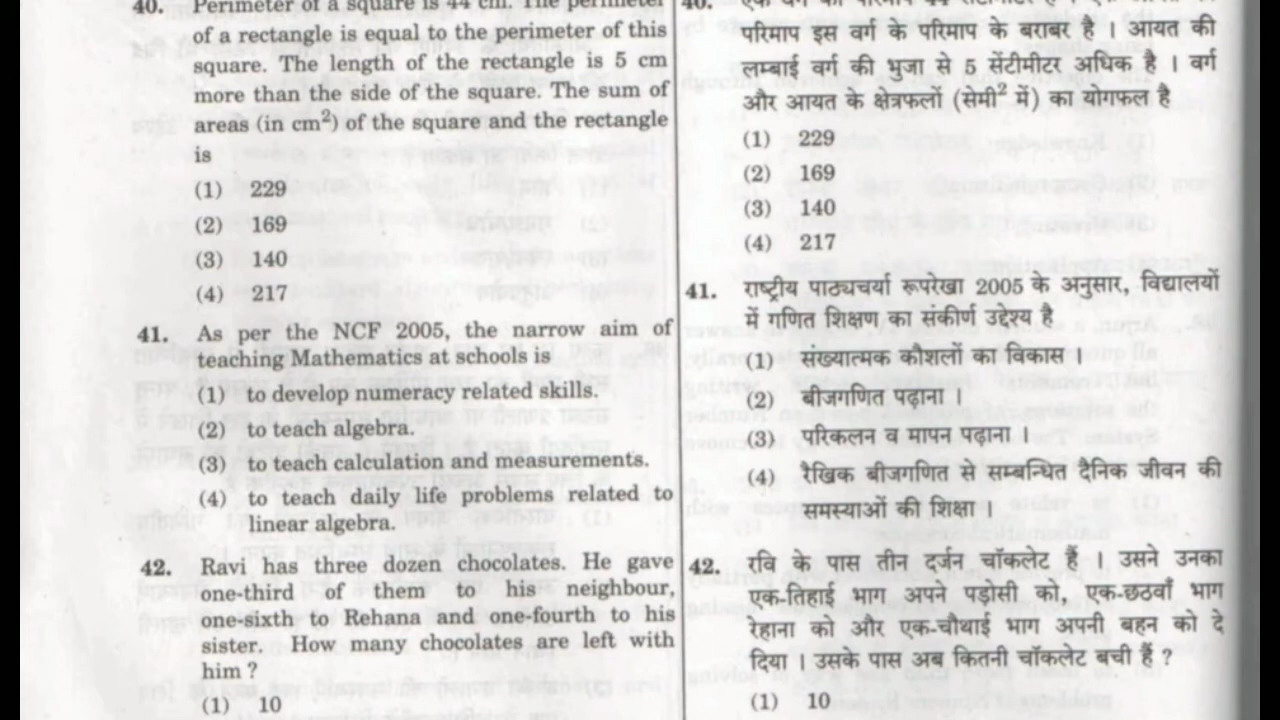 40. Perimeter of a square is 44 cm. The perimeter
of a rectangle is equal to the perimeter of this
square. The length of the rectangle is 5 cm
more than the side of the square. The sum of
areas (in cm²) of the square and the rectangle
is
(1) 229
(2) 169
(3) 140
(4) 217
41. As per the NCF 2005, the narrow aim of
teaching Mathematics at schools is
(1) to develop numeracy related skills.
(2) to teach algebra.
(3) to teach calculation and measurements.
(4) to teach daily life problems related to
linear algebra.
42. Ravi has three dozen chocolates. He gave
one-third of them to his neighbour,
one-sixth to Rehana and one-fourth to his
sister. How many chocolates are left with
him ?
(1) 10
40.
परिमाप इस वर्ग के परिमाप के बराबर है । आयत की
लम्बाई वर्ग की भुजा से 5 सेंटीमीटर अधिक है । वर्ग
और आयत के क्षेत्रफलों (सेमी² में) का योगफल है
(1) 229
(2) 169
(3) 140
(4) 217
41. राष्ट्रीय पाठ्यचर्या रूपरेखा 2005 के अनुसार, विद्यालयों
में गणित शिक्षण का संकीर्ण उद्देश्य है
(1) संख्यात्मक कौशलों का विकास ।
(2) बीजगणित पढ़ाना ।
(3) परिकलन व मापन पढ़ाना ।
(4) रैखिक बीजगणित से सम्बन्धित दैनिक जीवन की
समस्याओं की शिक्षा ।
42. रवि के पास तीन दर्जन चॉकलेट हैं । उसने उनका
एक-तिहाई भाग अपने पड़ोसी को, एक-छठवाँ भाग
रेहाना को और एक-चौथाई भाग अपनी बहन को दे
दिया । उसके पास अब कितनी चॉकलेट बची हैं ?
(1) 10